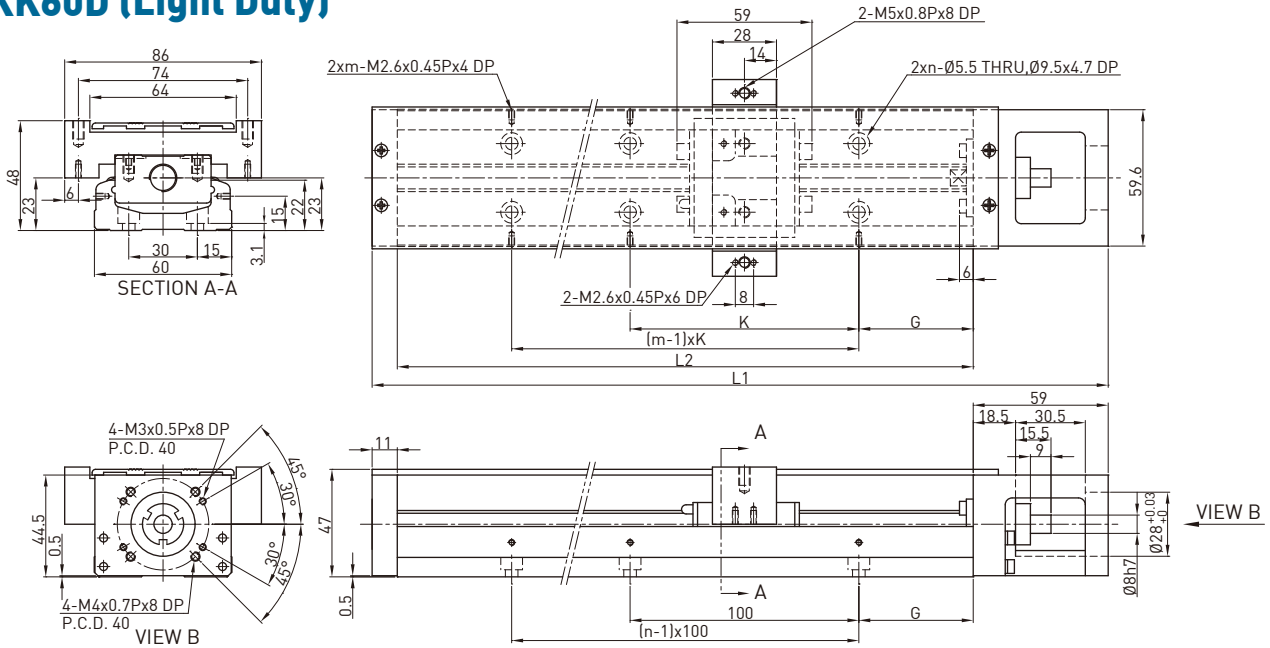 KK60D (Light Duty)
86
74
64
48
23
6
15
22
23
30
15
3.1
60
SECTION A-A
59
28
14
2-M5x0.8Px8 DP
2xm-M2.6x0.45Px4 DP
2xn-Ø5.5 THRU,Ø9.5x4.7 DP
59.6
6
2-M2.6x0.45Px6 DP
8
K
G
(m-1)xK
L2
L1
4-M3x0.5Px8 DP
P.C.D. 40
45°
30°
30°
45°
44.5
0.5
4-M4x0.7Px8 DP
P.C.D. 40
VIEW B
11
47
0.5
A
A
100
G
(n-1)x100
59
18.5
30.5
15.5
9
Ø28 +0.03
+0
Ø8h7
VIEW B